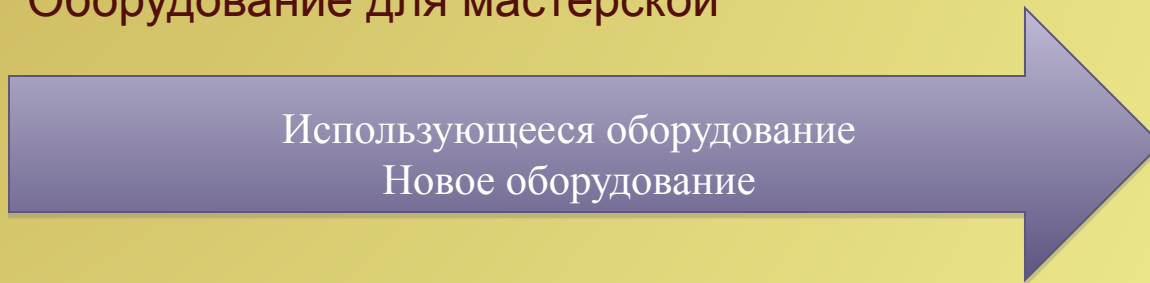 Оборудование для мастерской
Использующееся оборудование
Новое оборудование